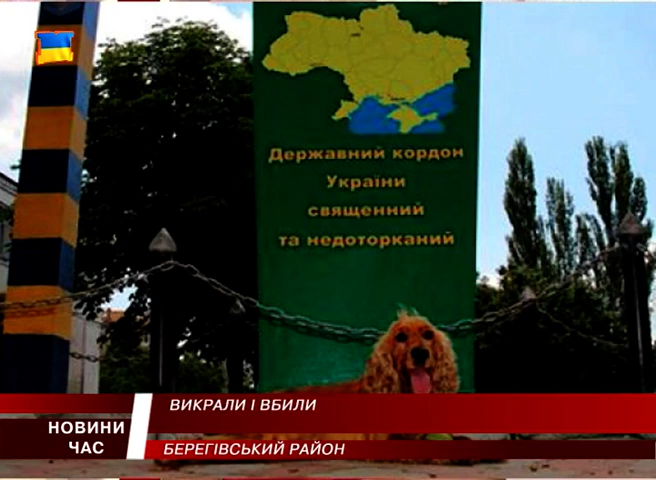 Державний кордон
України
священний
та недоторканий
ВИКРАЛИ І ВБИЛИ
НОВИНИ
ЧАС
БЕРЕГІВСЬКИЙ РАЙОН